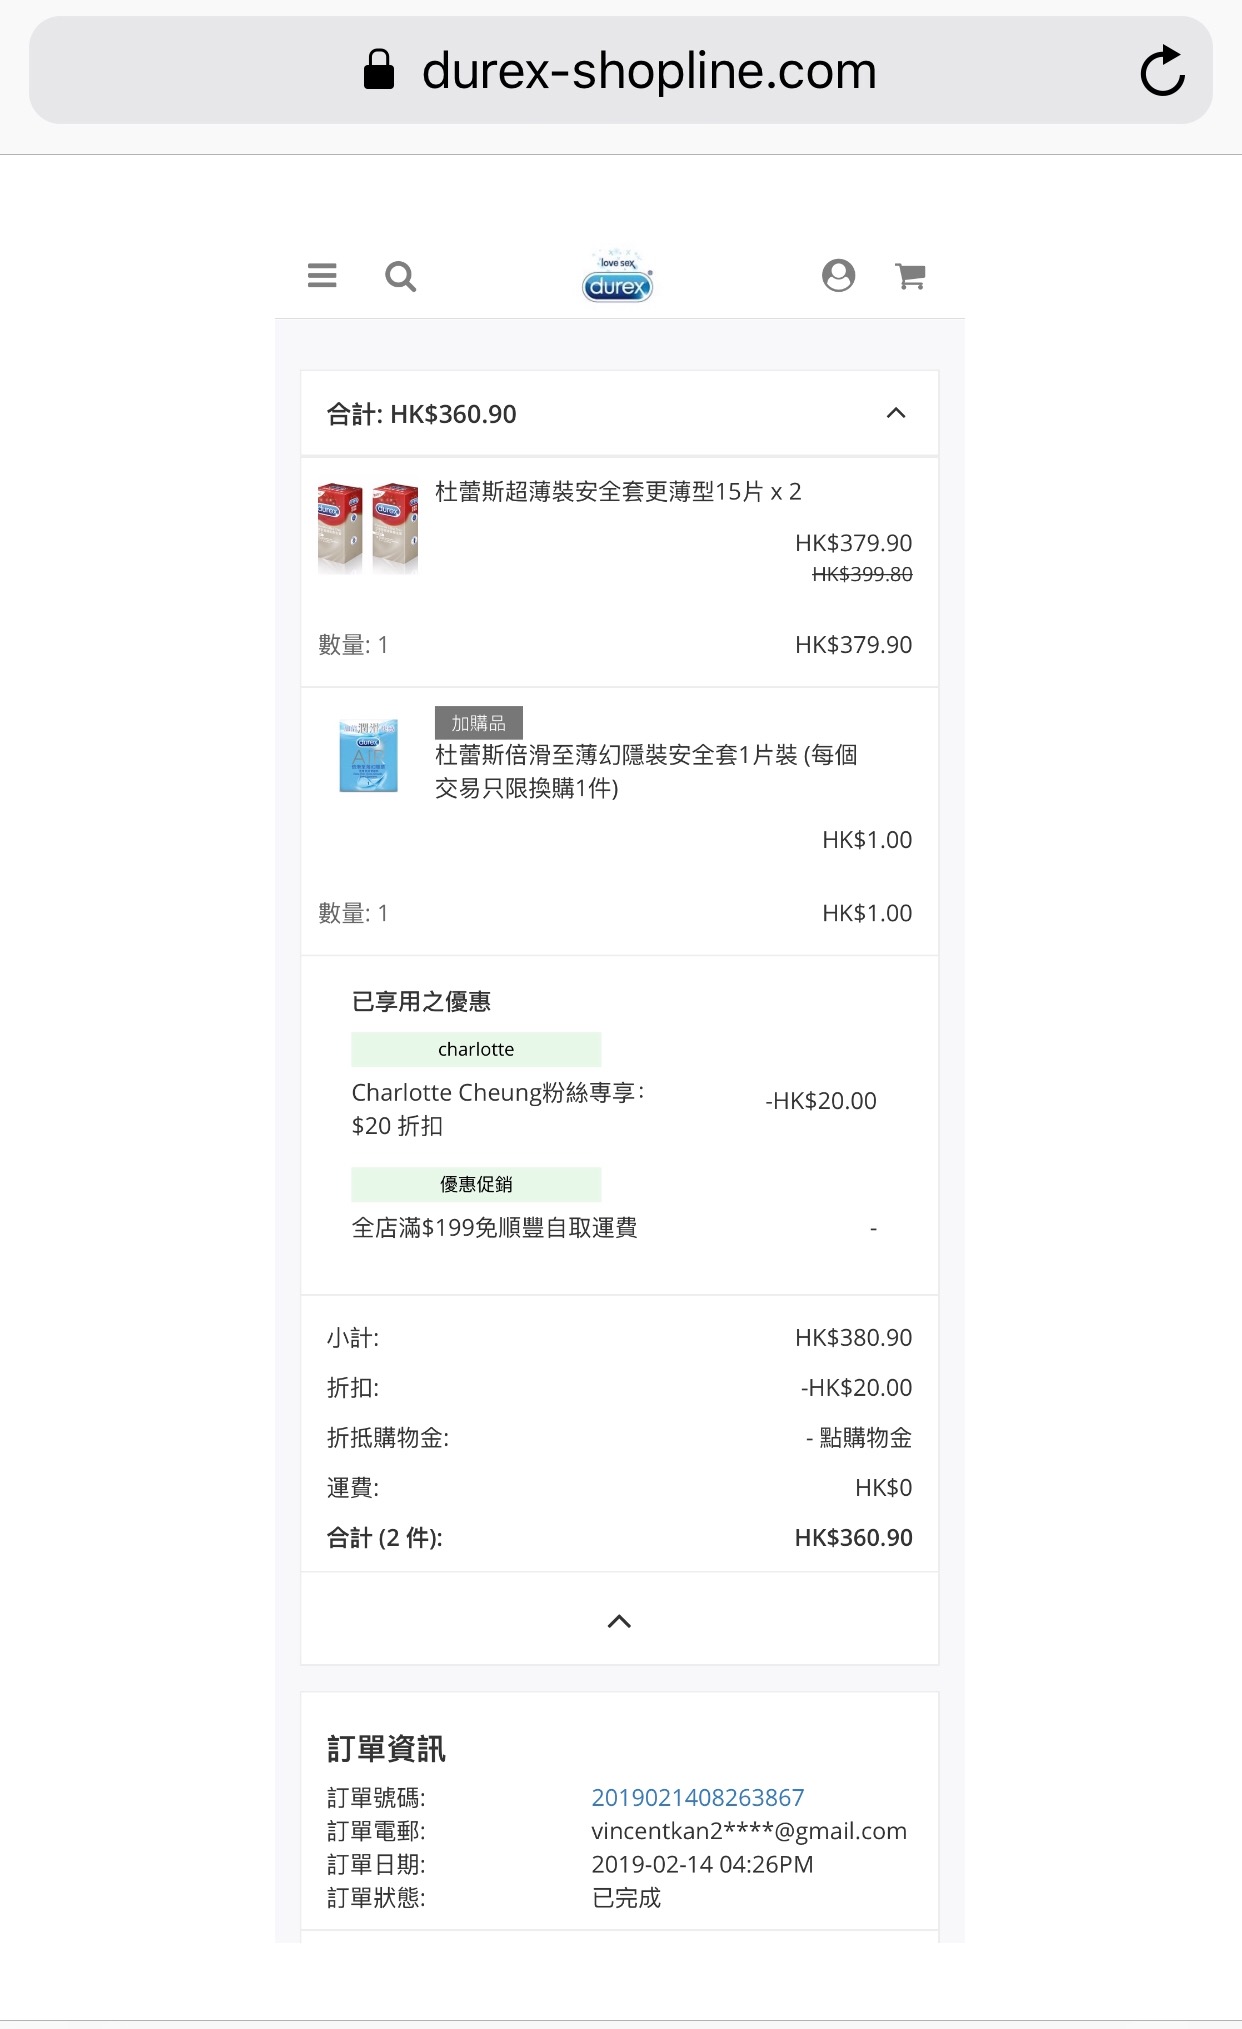 durex-shopline.com
love sex
durex
合計: HK$360.90
杜蕾斯超薄裝安全套更薄型15片 x 2
HK$379.90
HK$399.80
數量: 1
HK$379.90
加購品
杜蕾斯倍滑至薄幻隱裝安全套1片裝 (每個
交易只限換購1件)
HK$1.00
數量: 1
HK$1.00
已享用之優惠
charlotte
Charlotte Cheung粉絲專享：
$20 折扣
-HK$20.00
優惠促銷
全店滿$199免順豐自取運費
-
小計:
HK$380.90
折扣:
-HK$20.00
折抵購物金:
- 點購物金
運費:
HK$0
合計 (2 件):
HK$360.90
訂單資訊
訂單號碼:
2019021408263867
訂單電郵:
vincentkan2****@gmail.com
訂單日期:
2019-02-14 04:26PM
訂單狀態:
已完成